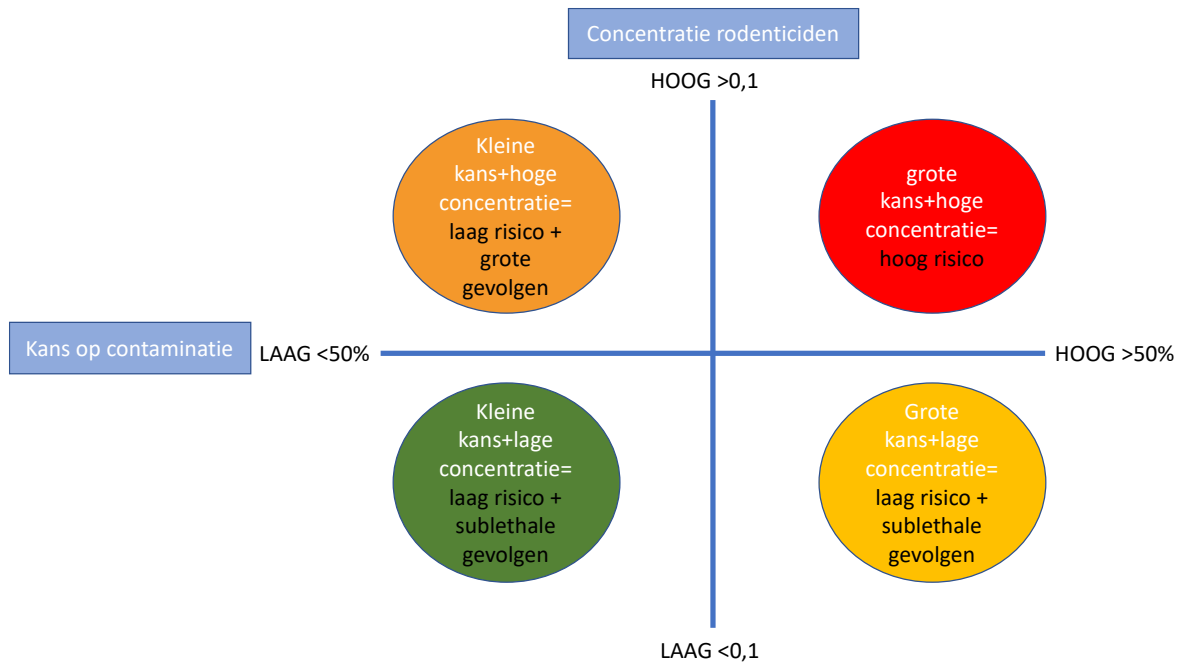 Concentratie rodenticiden
HOOG >0,1
Kleine
kans+hoge
concentratie=
laag risico +
grote
gevolgen
grote
kans+hoge
concentratie=
hoog risico
Kans op contaminatie
LAAG <50%
HOOG >50%
Kleine
kans+lage
concentratie=
laag risico +
sublethale
gevolgen
Grote
kans+lage
concentratie=
laag risico +
sublethale
gevolgen
LAAG <0,1